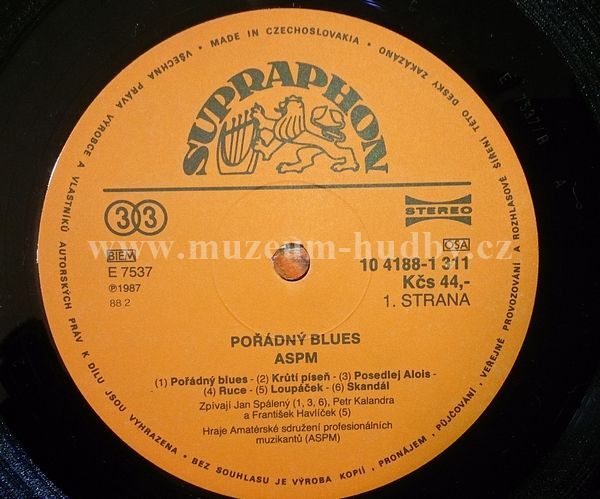 VŠECHNA PRÁVA VÝROBCE A VLASTNÍKŮ AUTORSKÝCH PRÁV K DÍLU JSOU VYHRAZENA • BEZ SOUHLASU JE VÝROBA KOPIÍ, PRONÁJEM, PŮJČOVÁNÍ, VEŘEJNÉ PROVOZOVÁNÍ A ROZHLASOVÉ ŠÍŘENÍ TÉTO DESKY ZAKÁZÁNO • MADE IN CZECHOSLOVAKIA •
SUPRAPHON
33
STEREO
www.muzeum-hudby.cz
BIEM
OSA
E 7537
10 4188-1 311
℗1987
Kčs 44,-
88 2
1. STRANA
POŘÁDNÝ BLUES
ASPM
(1) Pořádný blues - (2) Krůtí píseň - (3) Posedlej Alois -
(4) Ruce - (5) Loupáček - (6) Skandál
Zpívají Jan Spálený (1, 3, 6), Petr Kalandra
a František Havlíček (5)
Hraje Amatérské sdružení profesionálních
muzikantů (ASPM)